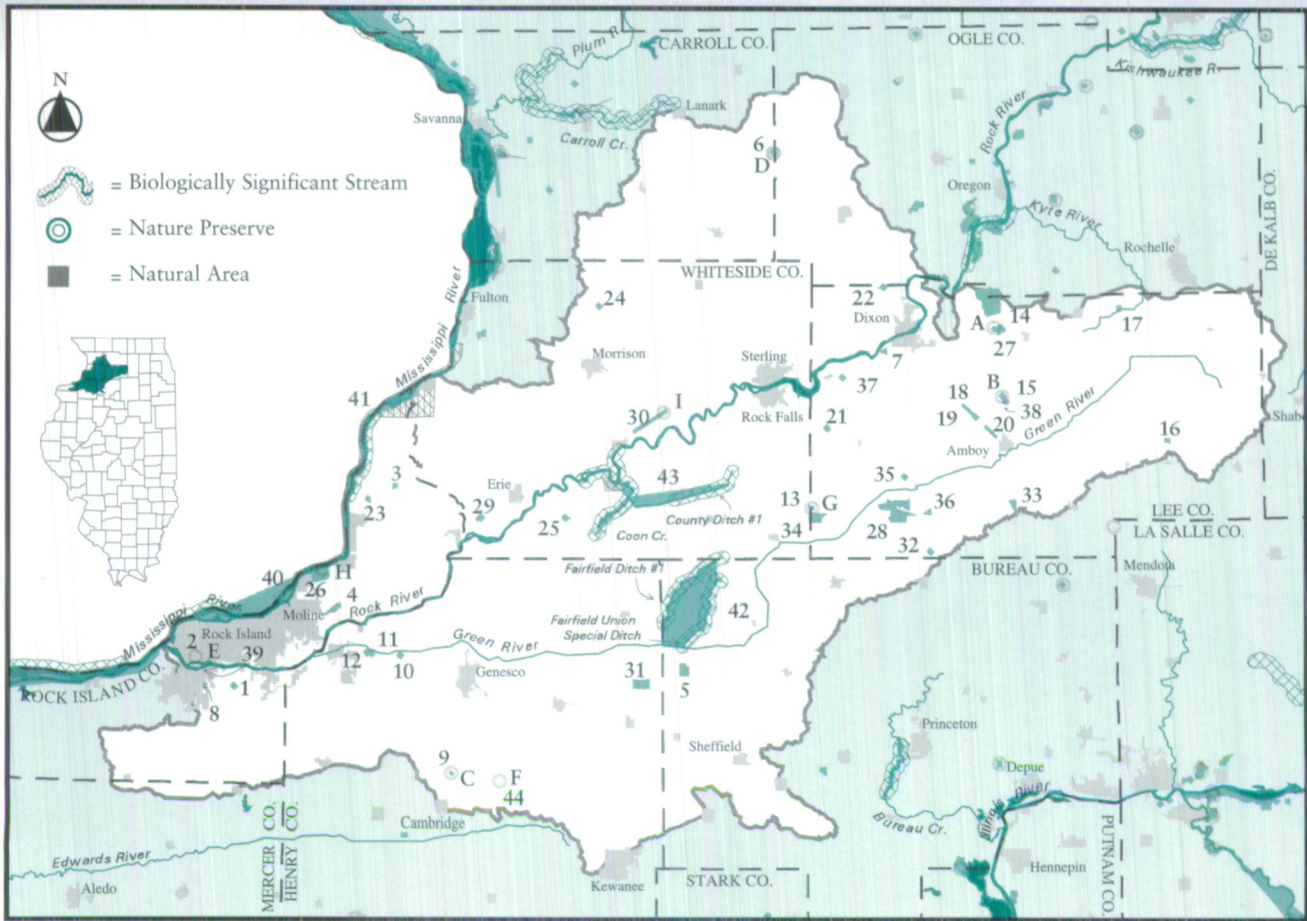 CARROLL CO.
OGLE CO.
Plum R.
Kishwaukee R.
N
Savanna
Lanark
Carroll Cr.
6
D
Rock River
Oregon
= Biologically Significant Stream
Kyte River
Rochelle
DE KALB CO.
= Nature Preserve
= Natural Area
WHITESIDE CO.
Mississippi River
Fulton
24
22
Dixon
A
14
27
17
Morrison
Sterling
7
37
Rock Falls
41
30
I
21
18
B
15
38
19
20
Green River
Amboy
16
Shabb
3
Erie
43
35
23
29
25
County Ditch #1
Coon Cr.
13
G
34
28
36
33
32
LEE CO.
LA SALLE CO.
BUREAU CO.
Mendota
Fairfield Ditch #1
40
H
26
4
Moline
Rock River
Mississippi River
Rock Island
2
E
39
Fairfield Union
Special Ditch
42
Green River
11
12
10
Genesco
31
5
ROCK ISLAND CO.
1
8
Princeton
Sheffield
9
C
F
44
Depue
Illinois River
Cambridge
Bureau Cr.
MERCER CO.
HENRY CO.
PUTNAM CO.
Edwards River
Aledo
Kewanee
STARK CO.
Hennepin